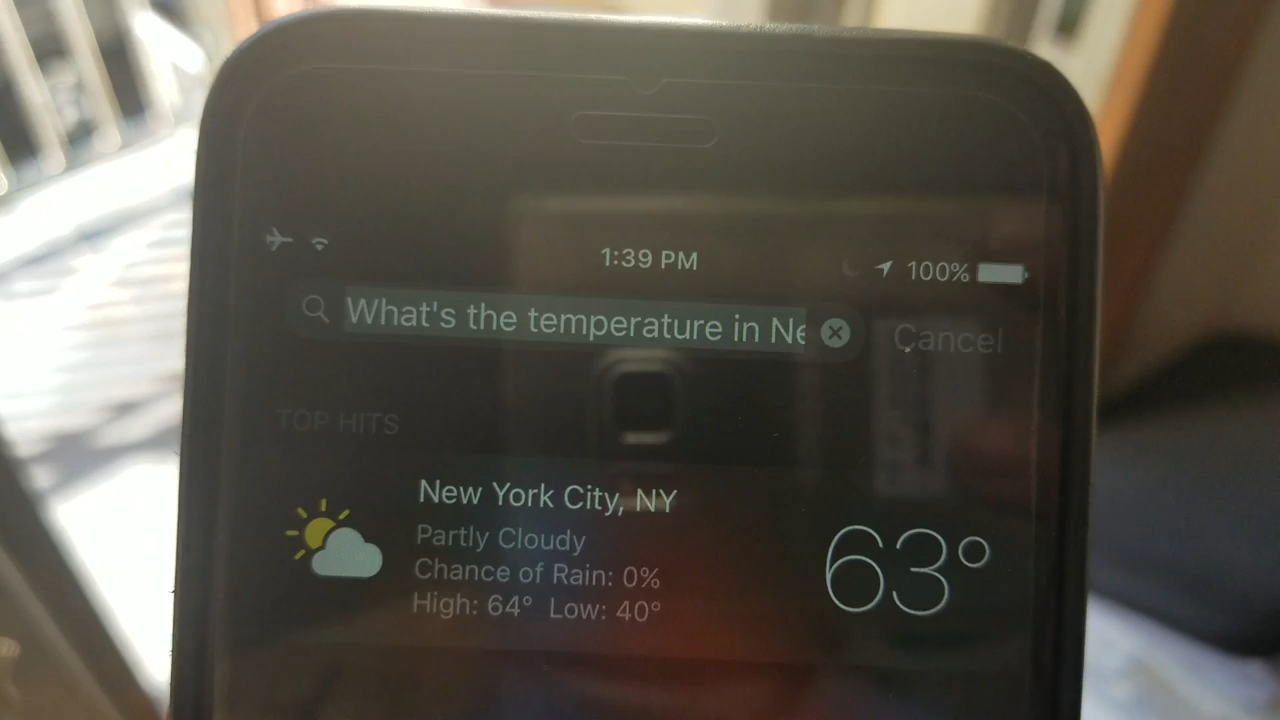 1:39 PM
100%
What's the temperature in Ne
Cancel
TOP HITS
New York City, NY
Partly Cloudy
Chance of Rain: 0%
High: 64° Low: 40°
63°